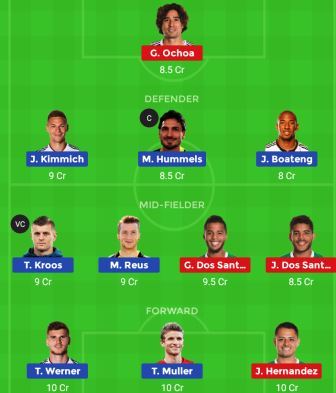 G. Ochoa
8.5 Cr
DEFENDER
C
J. Kimmich
M. Hummels
J. Boateng
9 Cr
8.5 Cr
8 Cr
MID-FIELDER
VC
T. Kroos
M. Reus
G. Dos Sant...
J. Dos Sant...
9 Cr
9 Cr
9.5 Cr
8.5 Cr
FORWARD
T. Werner
T. Muller
J. Hernandez
10 Cr
10 Cr
10 Cr